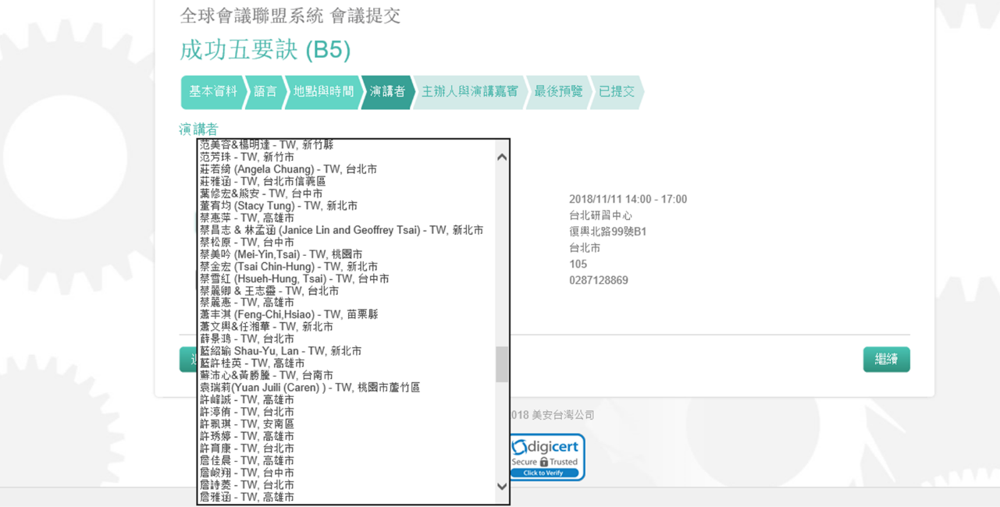 全球會議聯盟系統 會議提交
成功五要訣 (B5)
基本資料 語言 地點與時間 演講者 主辦人與演講嘉賓 最後預覽 已提交
演講者
范美容&楊明達 - TW, 新竹縣
范芳珠 - TW, 新竹市
莊若綺 (Angela Chuang) - TW, 台北市
莊雅涵 - TW, 台北市信義區
葉修宏&熊安 - TW, 台中市
董宥均 (Stacy Tung) - TW, 新北市
蔡惠萍 - TW, 高雄市
蔡昌志 & 林孟涵 (Janice Lin and Geoffrey Tsai) - TW, 新北市
蔡松原 - TW, 台中市
蔡美吟 (Mei-Yin,Tsai) - TW, 桃園市
蔡金宏 (Tsai Chin-Hung) - TW, 新北市
蔡雪紅 (Hsueh-Hung, Tsai) - TW, 台中市
蔡麗卿 & 王志靈 - TW, 台北市
蔡麗惠 - TW, 高雄市
蕭丰淇 (Feng-Chi,Hsiao) - TW, 苗栗縣
蕭文興&任湘華 - TW, 新北市
薛景鴻 - TW, 台北市
藍紹瑜 Shau-Yu, Lan - TW, 新北市
藍許桂英 - TW, 高雄市
蘇沛心&黃勝騰 - TW, 台南市
袁瑞莉(Yuan Juili (Caren) ) - TW, 桃園市蘆竹區
許峰誠 - TW, 高雄市
許淳侑 - TW, 台北市
許珮琪 - TW, 安南區
許琇婷 - TW, 高雄市
許育康 - TW, 台北市
詹佳晨 - TW, 高雄市
詹峻翔 - TW, 台中市
詹詩菱 - TW, 台北市
詹雅涵 - TW, 高雄市
2018/11/11 14:00 - 17:00
台北研習中心
復興北路99號B1
台北市
105
0287128869
繼續
018 美安台灣公司
digicert
Secure Trusted
Click to Verify